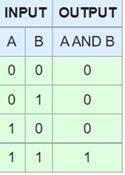 INPUT OUTPUT
A B A AND B
0 0 0
0 1 0
1 0 0
1 1 1